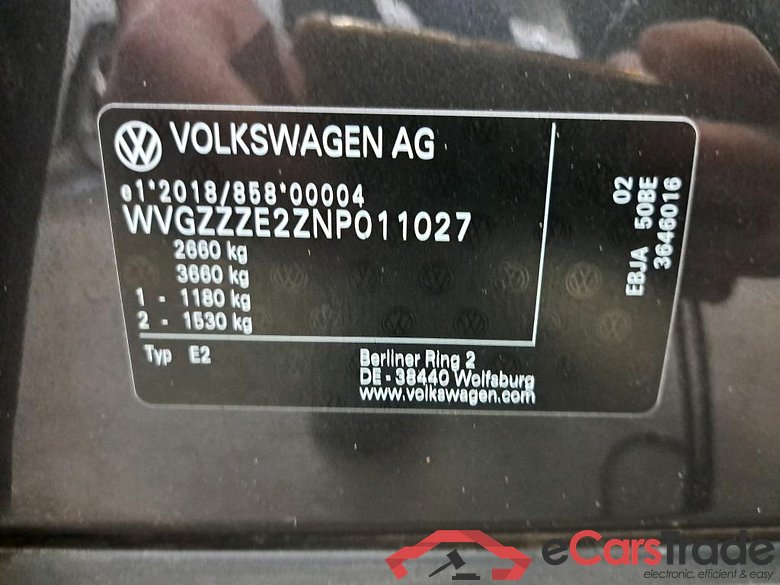 VOLKSWAGEN AG
e1*2018/858*00004
WVGZZZE2ZNP011027
2660 kg
3660 kg
1 - 1180 kg
2 - 1530 kg
Typ E2
Berliner Ring 2
DE - 38440 Wolfsburg
www.volkswagen.com
02
EBJA 50BE
3646016
eCarsTrade
electronic, efficient & easy